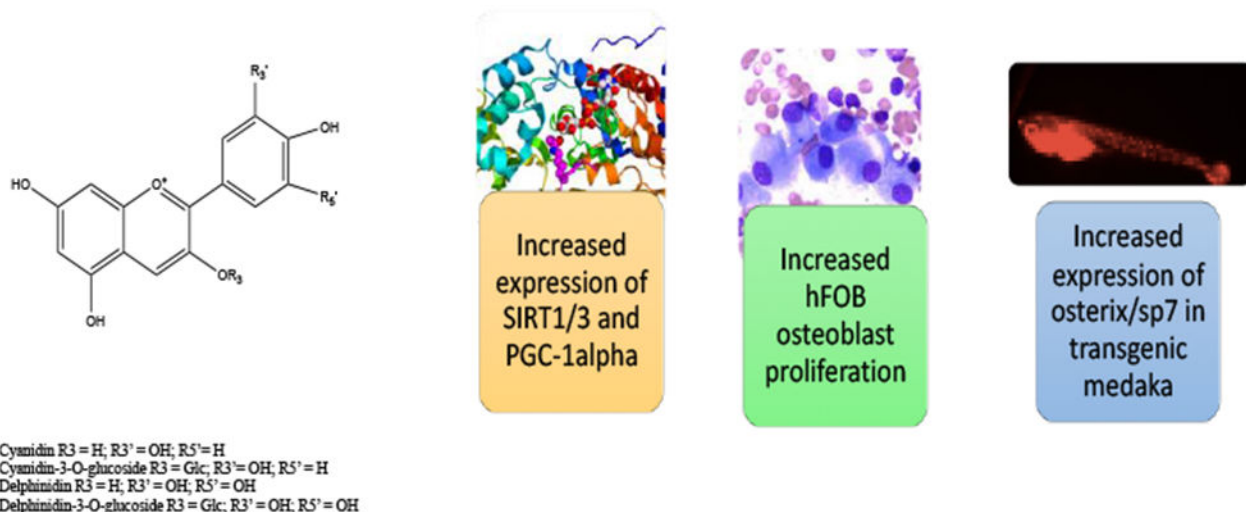 R₃'
OH
HO
O⁺
R₅'
OR₃
OH
Cyanidin R3 = H; R3' = OH; R5'= H
Cyanidin-3-O-glucoside R3 = Glc; R3'= OH; R5' = H
Delphinidin R3 = H; R3' = OH; R5' = OH
Delphinidin-3-O-glucoside R3 = Glc; R3' = OH; R5' = OH
Increased
expression of
SIRT1/3 and
PGC-1alpha
Increased
hFOB
osteoblast
proliferation
Increased
expression of
osterix/sp7 in
transgenic
medaka